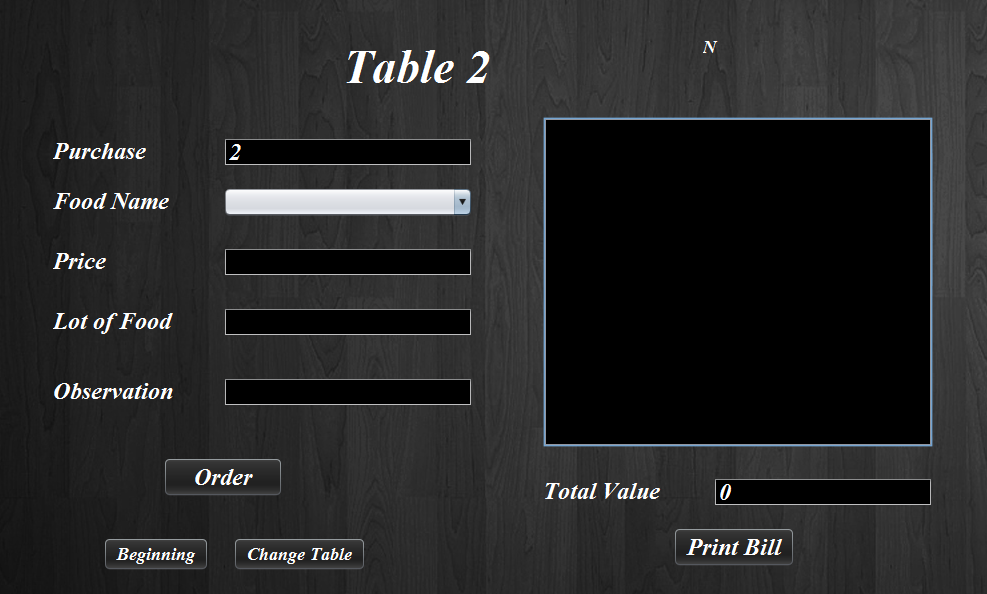 Table 2
N
Purchase
2
Food Name
Price
Lot of Food
Observation
Order
Total Value
0
Print Bill
Beginning
Change Table